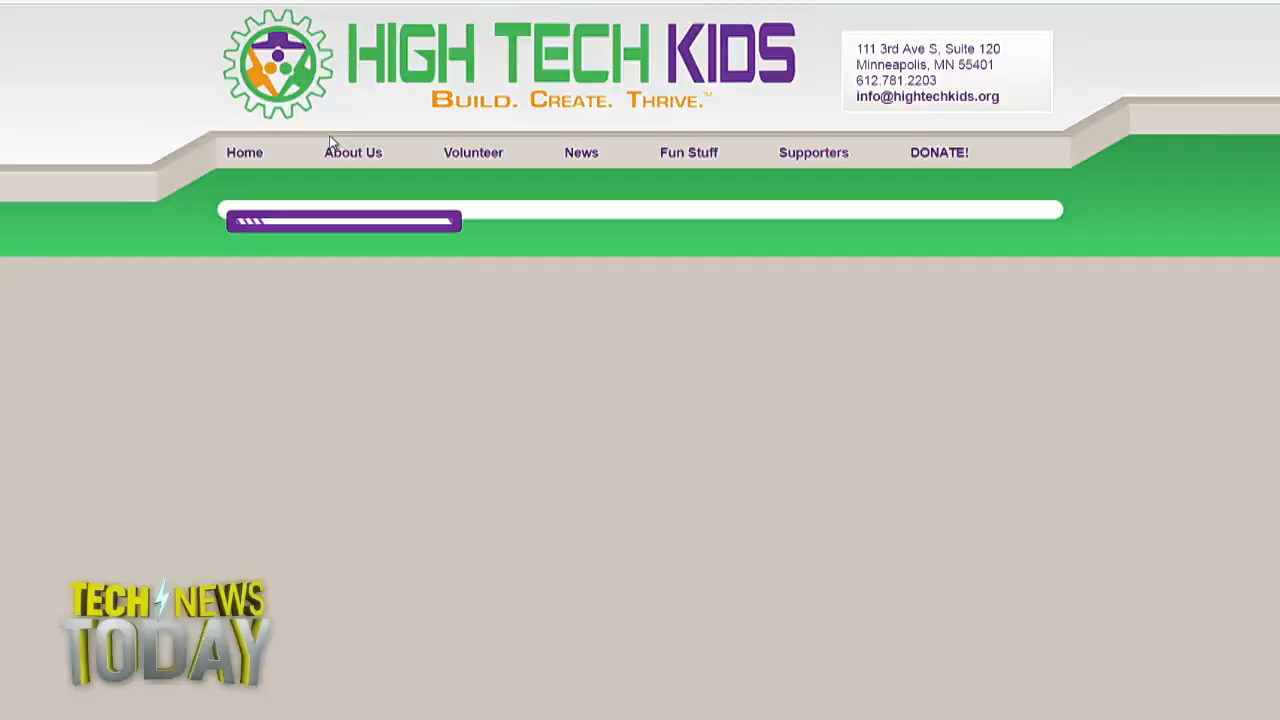 HIGH TECH KIDS
BUILD. CREATE. THRIVE.™
111 3rd Ave S, Suite 120
Minneapolis, MN 55401
612.781.2203
info@hightechkids.org
Home About Us Volunteer News Fun Stuff Supporters DONATE!
TECH NEWS
TODAY